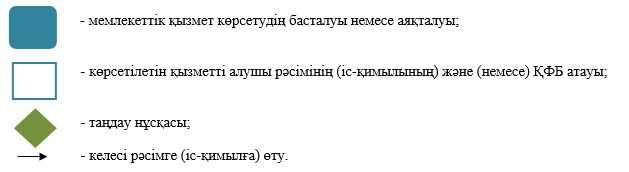 - мемлекеттік қызмет көрсетудің басталуы немесе аяқталуы;
- көрсетілетін қызметті алушы рәсімінің (іс-қимылының) және (немесе) ҚФБ атауы;
- таңдау нұсқасы;
- келесі рәсімге (іс-қимылға) өту.